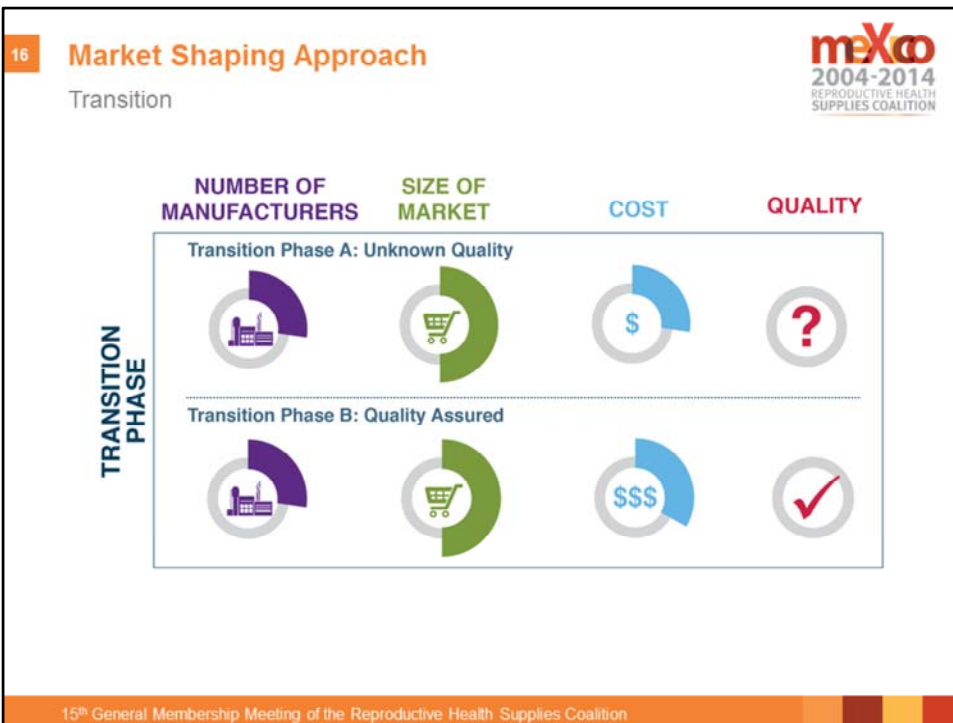 16
Market Shaping Approach
Transition
meXico
2004-2014
REPRODUCTIVE HEALTH
SUPPLIES COALITION
NUMBER OF
MANUFACTURERS
SIZE OF
MARKET
COST
QUALITY
TRANSITION
PHASE
Transition Phase A: Unknown Quality
$
?
Transition Phase B: Quality Assured
$$$
15th General Membership Meeting of the Reproductive Health Supplies Coalition